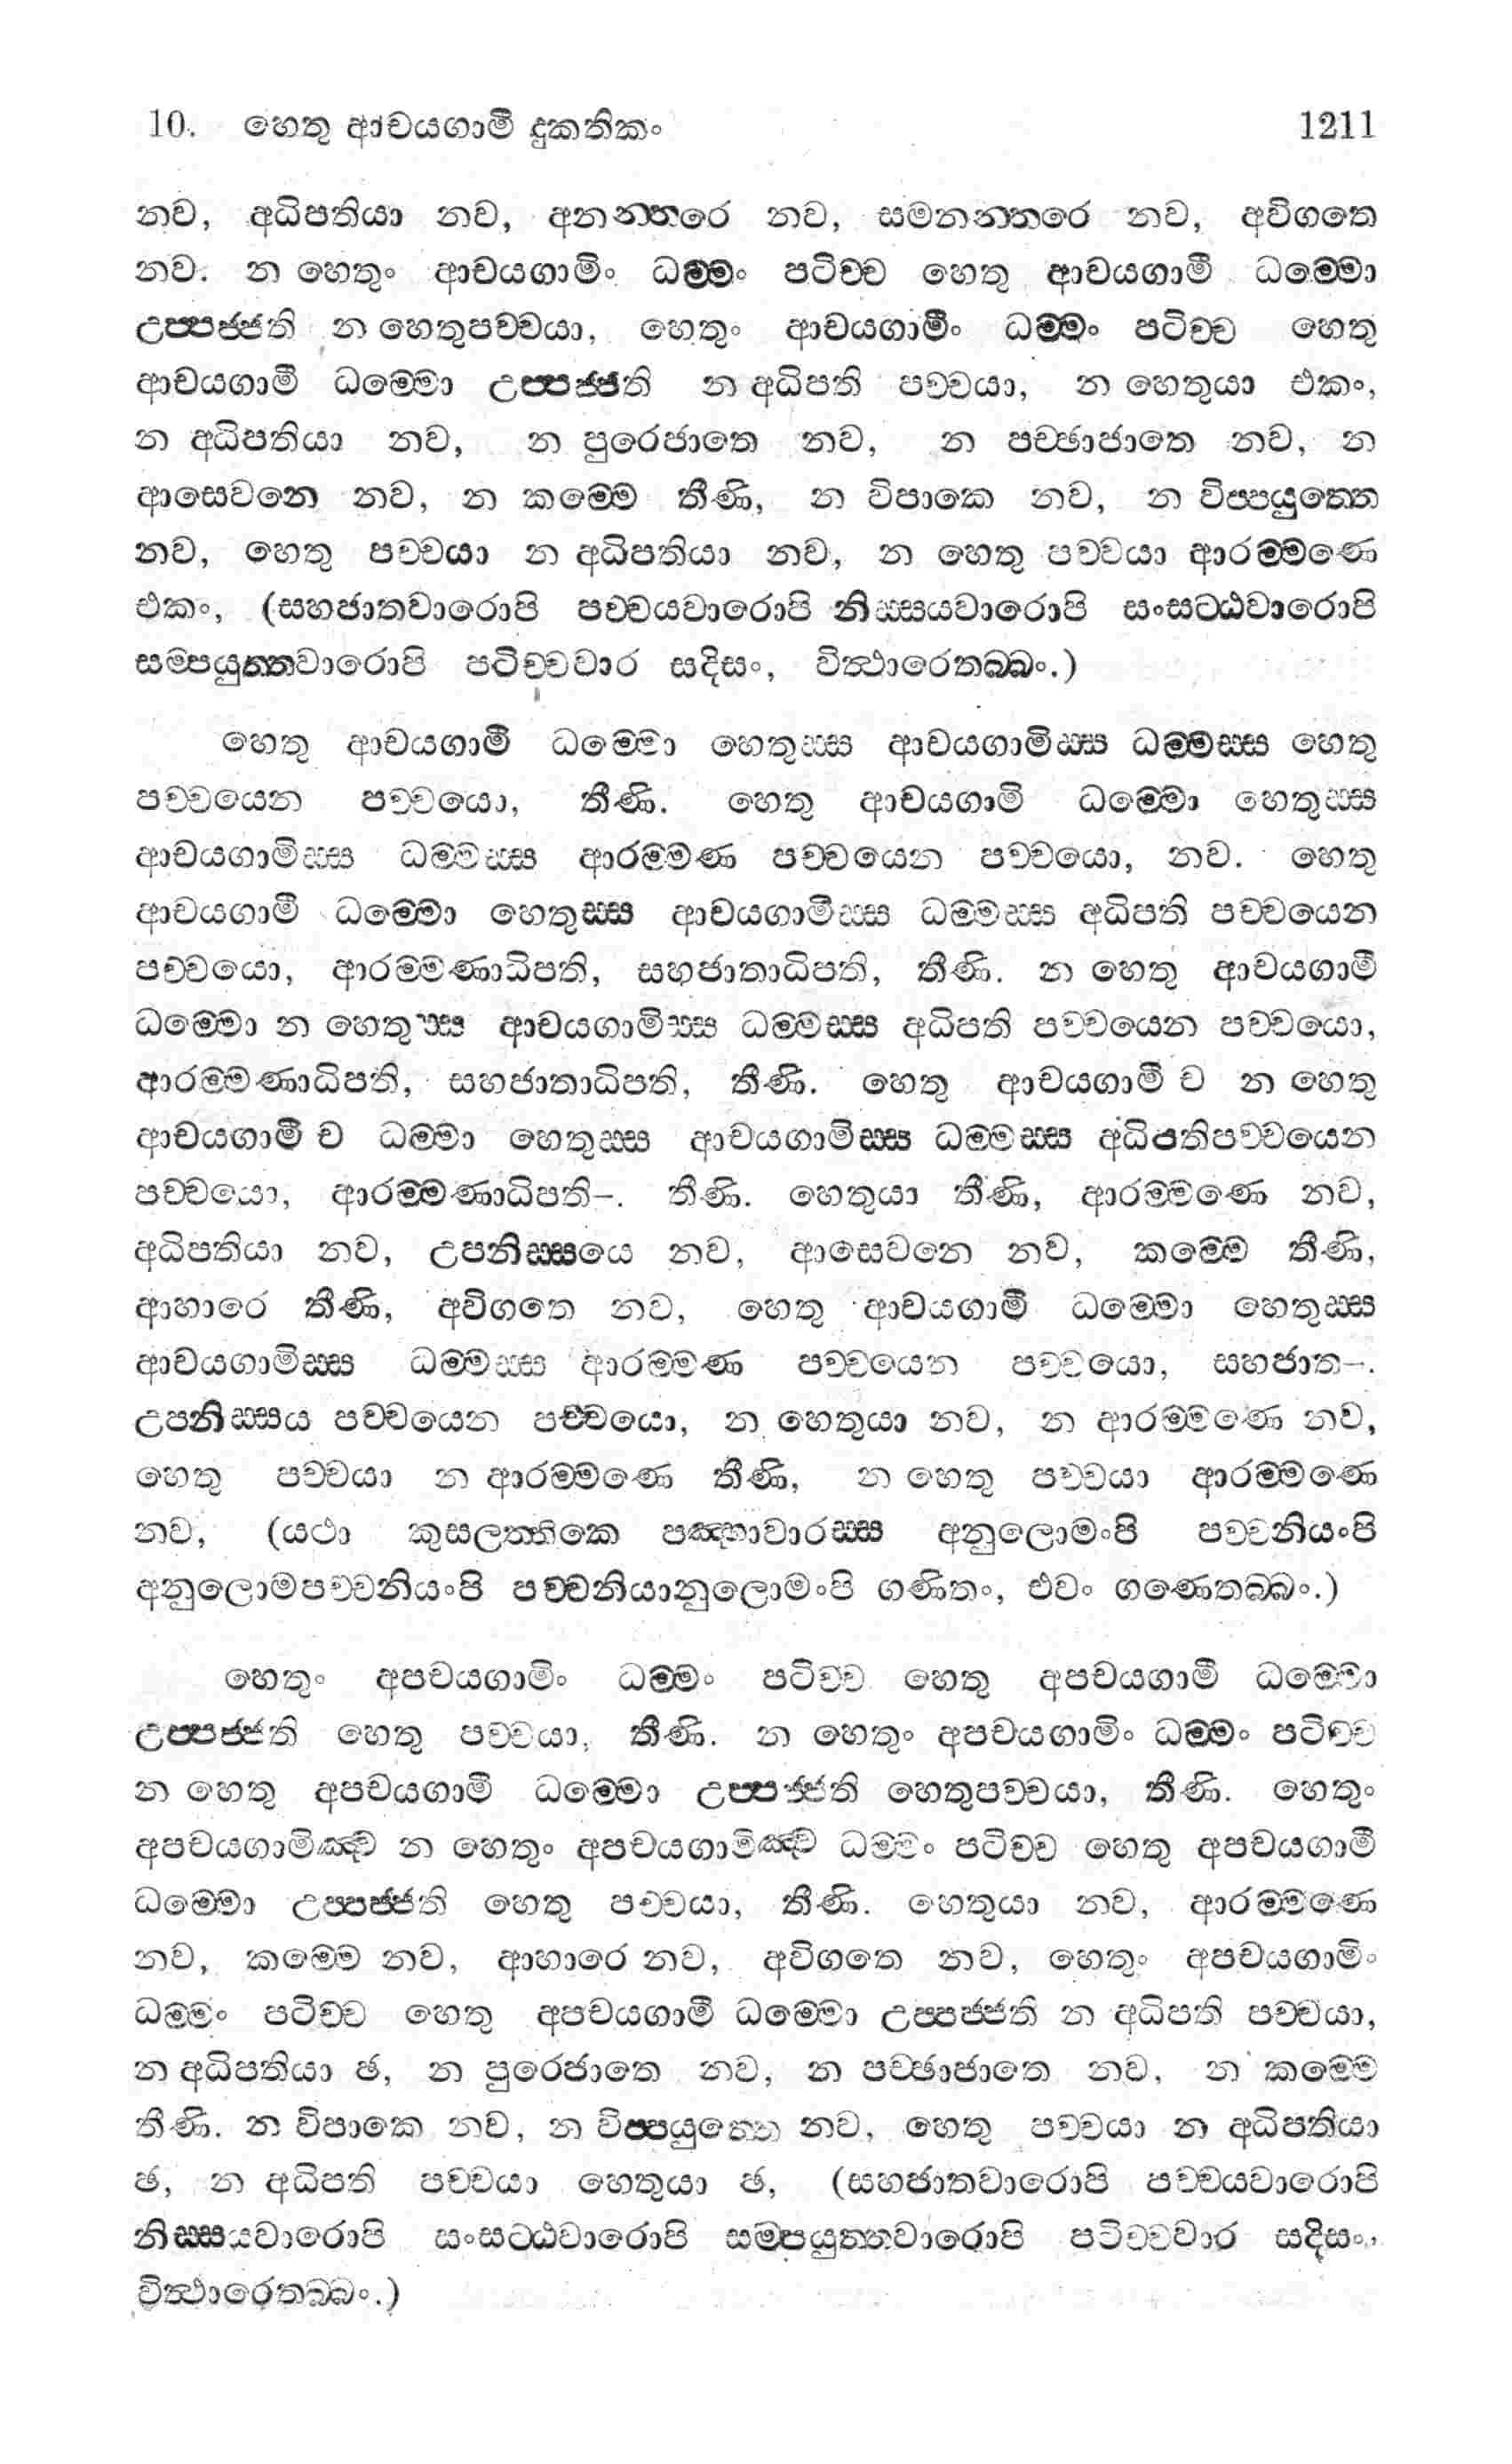 10. හෙතු ආචයගාමී දුකතිකං 1211
නව, අධිපතියා නව, අනන්තරෙ නව, සමනන්තරෙ නව, අවිගතෙ
නව. න හෙතුං ආචයගාමිං ධම්මං පටිච්ච හෙතු ආචයගාමී ධම්මො
උප්පජ්ජති න හෙතුපච්චයා, හෙතුං ආචයගාමීං ධම්මං පටිච්ච හෙතු
ආචයගාමී ධම්මො උප්පජ්ජති න අධිපති පච්චයා, න හෙතුයා එකං,
න අධිපතියා නව, න පුරෙජාතෙ නව, න පච්ඡාජාතෙ නව, න
ආසෙවනෙ නව, න කම්මෙ තීණි, න විපාකෙ නව, න විප්පයුත්තෙ
නව, හෙතු පච්චයා න අධිපතියා නව, න හෙතු පච්චයා ආරම්මණෙ
එකං, (සහජාතවාරොපි පච්චයවාරොපි නිස්සයවාරොපි සංසට්ඨවාරොපි
සම්පයුත්තවාරොපි පටිච්චවාර සදිසං, විත්ථාරෙතබ්බං.)
හෙතු ආචයගාමී ධම්මො හෙතුස්ස ආචයගාමිස්ස ධම්මස්ස හෙතු
පච්චයෙන පච්චයො, තීණි. හෙතු ආචයගාමි ධම්මො හෙතුස්ස
ආචයගාමිස්ස ධම්මස්ස ආරම්මණ පච්චයෙන පච්චයො, නව. හෙතු
ආචයගාමී ධම්මො හෙතුස්ස ආචයගාමීස්ස ධම්මස්ස අධිපති පච්චයෙන
පච්චයො, ආරම්මණාධිපති, සහජාතාධිපති, තීණි. න හෙතු ආචයගාමී
ධම්මො න හෙතුස්ස ආචයගාමිස්ස ධම්මස්ස අධිපති පච්චයෙන පච්චයො,
ආරම්මණාධිපති, සහජාතාධිපති, තීණි. හෙතු ආචයගාමී ච න හෙතු
ආචයගාමී ච ධම්මා හෙතුස්ස ආචයගාමිස්ස ධම්මස්ස අධිපතිපච්චයෙන
පච්චයො, ආරම්මණාධිපති–. තීණි. හෙතුයා තීණි, ආරම්මණෙ නව,
අධිපතියා නව, උපනිස්සයෙ නව, ආසෙවනෙ නව, කම්මෙ තීණි,
ආහාරෙ තීණි, අවිගතෙ නව, හෙතු ආචයගාමී ධම්මො හෙතුස්ස
ආචයගාමිස්ස ධම්මස්ස ආරම්මණ පච්චයෙන පච්චයො, සහජාත–.
උපනිස්සය පච්චයෙන පච්චයො, න හෙතුයා නව, න ආරම්මණෙ නව,
හෙතු පච්චයා න ආරම්මණෙ තීණි, න හෙතු පච්චයා ආරම්මණෙ
නව, (යථා කුසලත්තිකෙ පඤ්හාවාරස්ස අනුලොමංපි පච්චනියංපි
අනුලොමපච්චනියංපි පච්චනියානුලොමංපි ගණිතං, එවං ගණෙතබ්බං.)
හෙතුං අපචයගාමිං ධම්මං පටිච්ච හෙතු අපචයගාමී ධම්මො
උප්පජ්ජති හෙතු පච්චයා, තීණි. න හෙතුං අපචයගාමිං ධම්මං පටිච්ච
න හෙතු අපචයගාමී ධම්මො උප්පජ්ජති හෙතුපච්චයා, තීණි. හෙතුං
අපචයගාමිඤ්ච න හෙතුං අපචයගාමිඤ්ච ධම්මං පටිච්ච හෙතු අපචයගාමී
ධම්මො උප්පජ්ජති හෙතු පච්චයා, තීණි. හෙතුයා නව, ආරම්මණෙ
නව, කම්මෙ නව, ආහාරෙ නව, අවිගතෙ නව, හෙතුං අපචයගාමිං
ධම්මං පටිච්ච හෙතු අපචයගාමී ධම්මො උප්පජ්ජති න අධිපති පච්චයා,
න අධිපතියා ඡ, න පුරෙජාතෙ නව, න පච්ඡාජාතෙ නව, න කම්මෙ
තීණි. න විපාකෙ නව, න විප්පයුත්තෙ නව, හෙතු පච්චයා න අධිපතියා
ඡ, න අධිපති පච්චයා හෙතුයා ඡ, (සහජාතවාරොපි පච්චයවාරොපි
නිස්සයවාරොපි සංසට්ඨවාරොපි සම්පයුත්තවාරොපි පටිච්චවාර සදිසං,
විත්ථාරෙතබ්බං.)